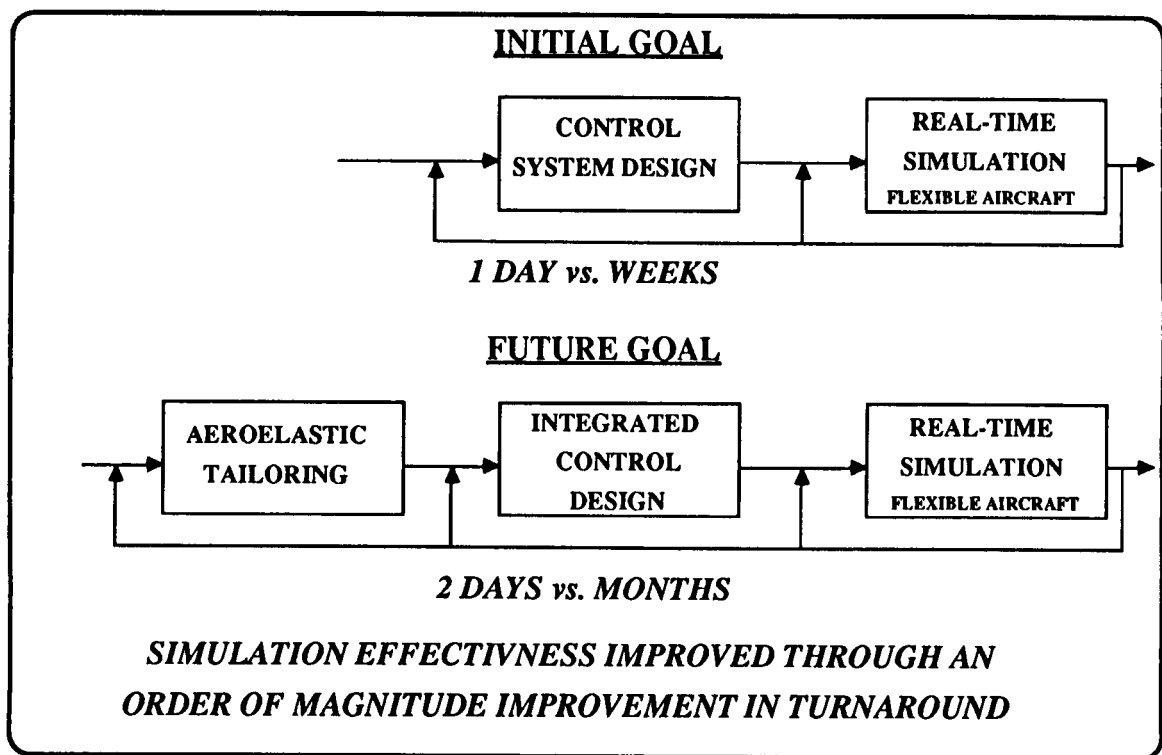 INITIAL GOAL
CONTROL
SYSTEM DESIGN
REAL-TIME
SIMULATION
FLEXIBLE AIRCRAFT
1 DAY vs. WEEKS
FUTURE GOAL
AEROELASTIC
TAILORING
INTEGRATED
CONTROL
DESIGN
REAL-TIME
SIMULATION
FLEXIBLE AIRCRAFT
2 DAYS vs. MONTHS
SIMULATION EFFECTIVNESS IMPROVED THROUGH AN
ORDER OF MAGNITUDE IMPROVEMENT IN TURNAROUND